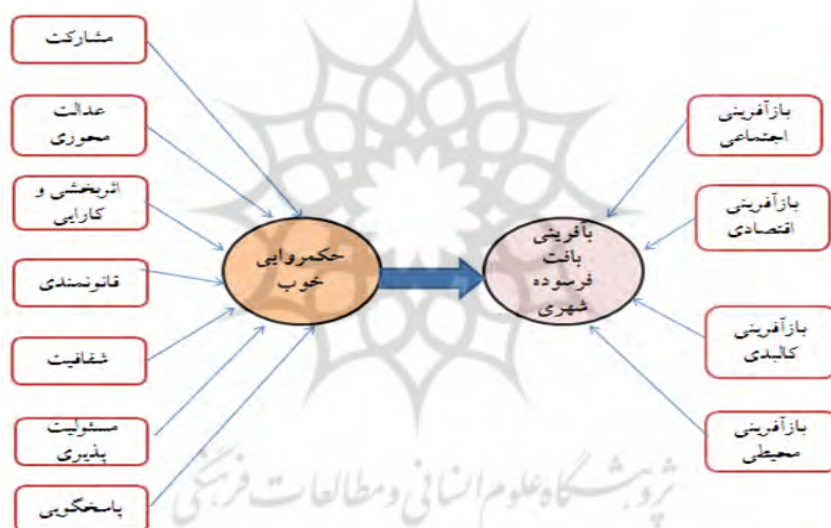 مشارکت
عدالت
محوری
اثربخشی و
کارایی
قانونمندی
شفافیت
مسئولیت
پذیری
پاسخگویی
حکمروایی
خوب
بآفرینی
بافت
فرسوده
شهری
بازآفرینی
اجتماعی
بازآفرینی
اقتصادی
بازآفرینی
کالبدی
بازآفرینی
محیطی
پژوهشگاه علوم انسانی و مطالعات فرهنگی